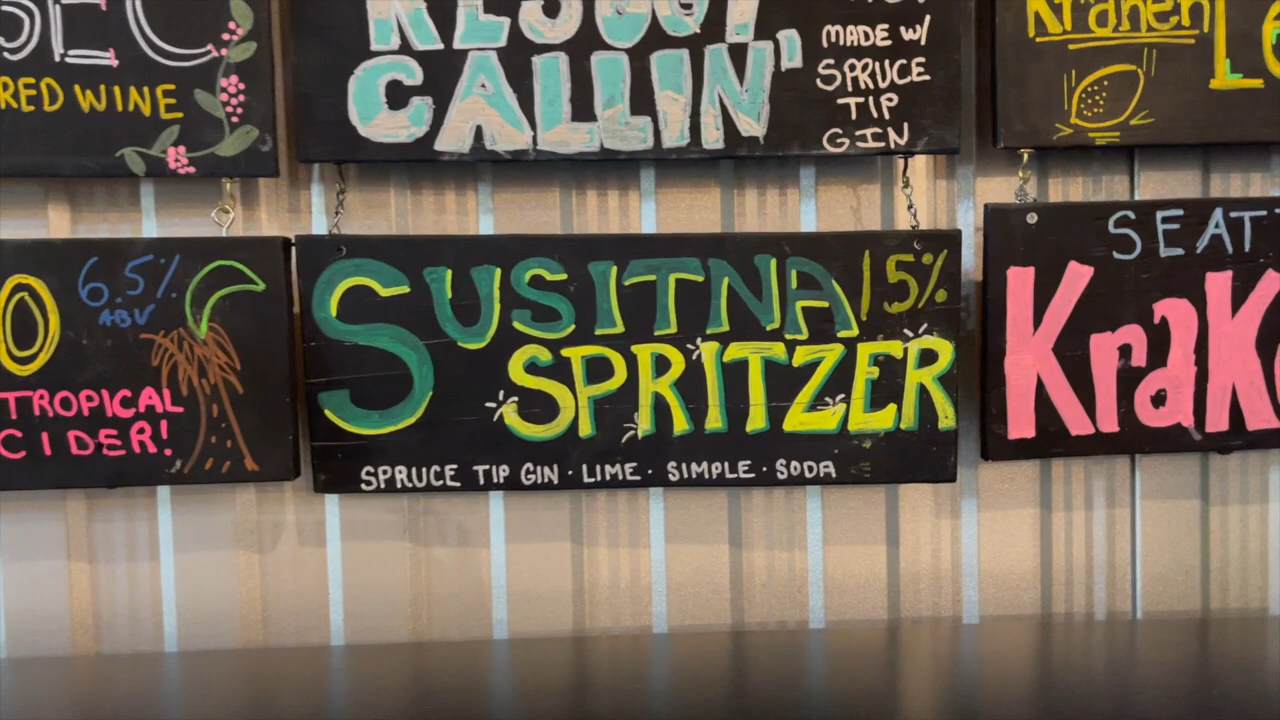 RED WINE
CALLIN'
MADE W/
SPRUCE
TIP
GIN
Kraken
6.5%
ABV
TROPICAL
CIDER!
SUSITNA 15%
SPRITZER
SPRUCE TIP GIN · LIME · SIMPLE · SODA